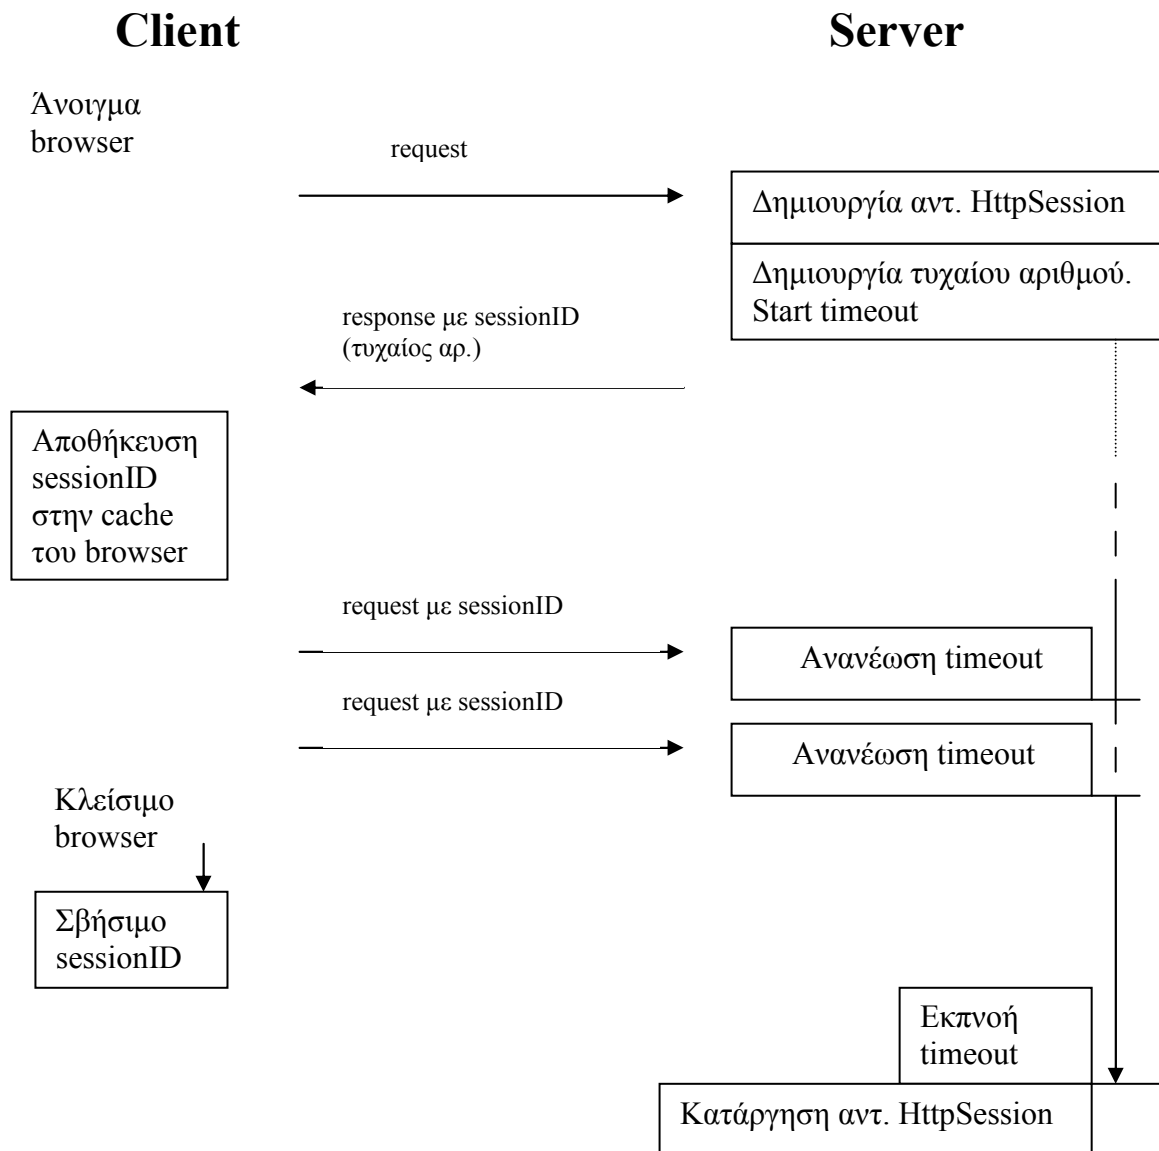 Client
Server
Άνοιγμα
browser
request
Δημιουργία αντ. HttpSession
Δημιουργία τυχαίου αριθμού.
Start timeout
response με sessionID
(τυχαίος αρ.)
Αποθήκευση
sessionID
στην cache
του browser
request με sessionID
Ανανέωση timeout
request με sessionID
Ανανέωση timeout
Κλείσιμο
browser
Σβήσιμο
sessionID
Εκπνοή
timeout
Κατάργηση αντ. HttpSession